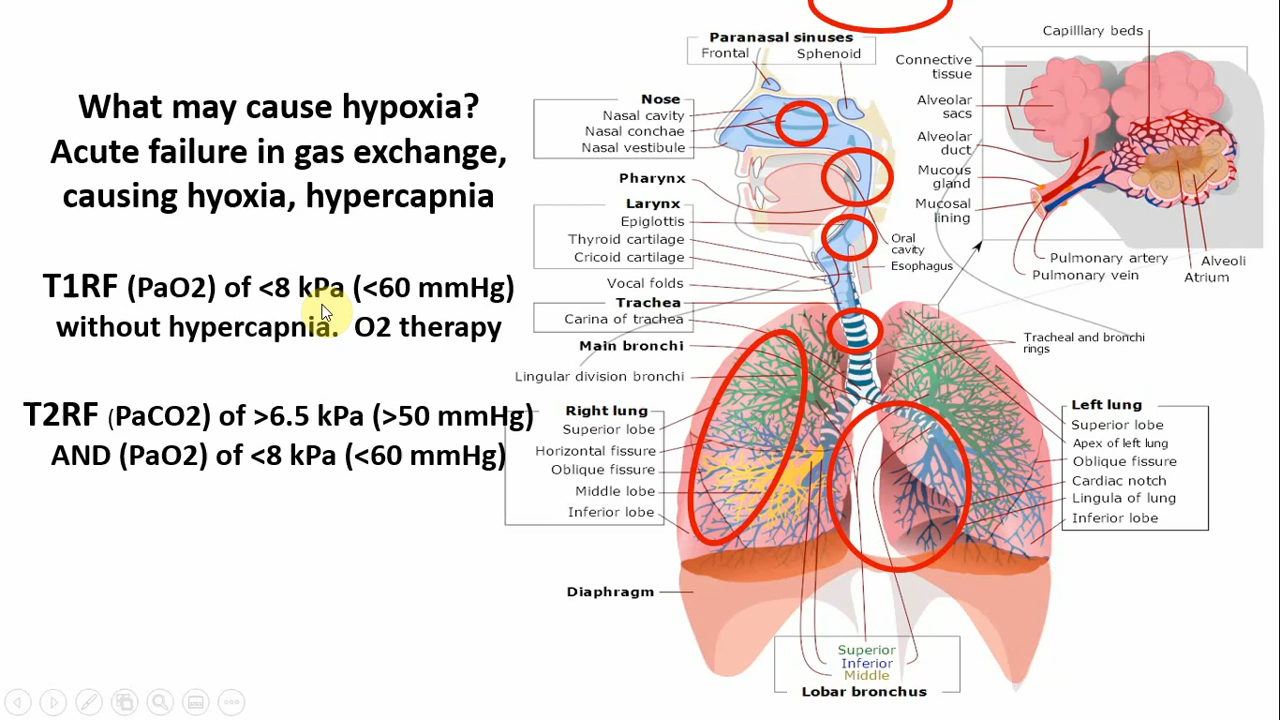 What may cause hypoxia?
Acute failure in gas exchange,
causing hyoxia, hypercapnia
T1RF (PaO2) of <8 kPa (<60 mmHg)
without hypercapnia.  O2 therapy
T2RF (PaCO2) of >6.5 kPa (>50 mmHg)
AND (PaO2) of <8 kPa (<60 mmHg)
Paranasal sinuses
Frontal
Sphenoid
Nose
Nasal cavity
Nasal conchae
Nasal vestibule
Pharynx
Larynx
Epiglottis
Thyroid cartilage
Cricoid cartilage
Vocal folds
Trachea
Carina of trachea
Main bronchi
Lingular division bronchi
Right lung
Superior lobe
Horizontal fissure
Oblique fissure
Middle lobe
Inferior lobe
Diaphragm
Oral
cavity
Esophagus
Capilllary beds
Connective
tissue
Alveolar
sacs
Alveolar
duct
Mucous
gland
Mucosal
lining
Pulmonary artery
Pulmonary vein
Alveoli
Atrium
Tracheal and bronchi
rings
Left lung
Superior lobe
Apex of left lung
Oblique fissure
Cardiac notch
Lingula of lung
Inferior lobe
Superior
Inferior
Middle
Lobar bronchus